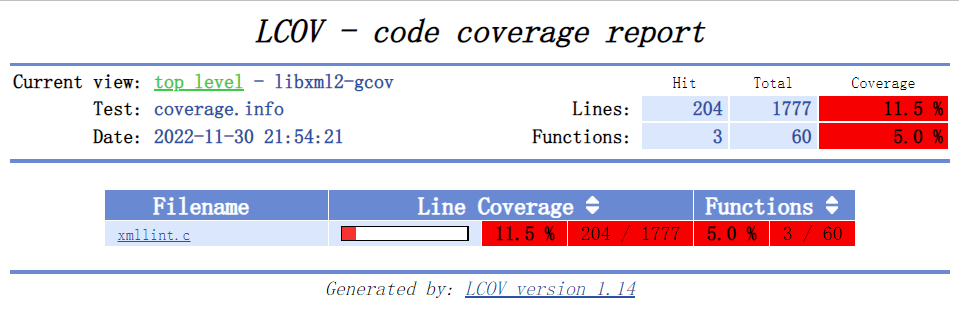 LCOV - code coverage report
Current view: top level - libxml2-gcov Hit Total Coverage
Test: coverage.info Lines: 204 1777 11.5 %
Date: 2022-11-30 21:54:21 Functions: 3 60 5.0 %
Filename Line Coverage Functions
xmllint.c 11.5 % 204 / 1777 5.0 % 3 / 60
Generated by: LCOV version 1.14